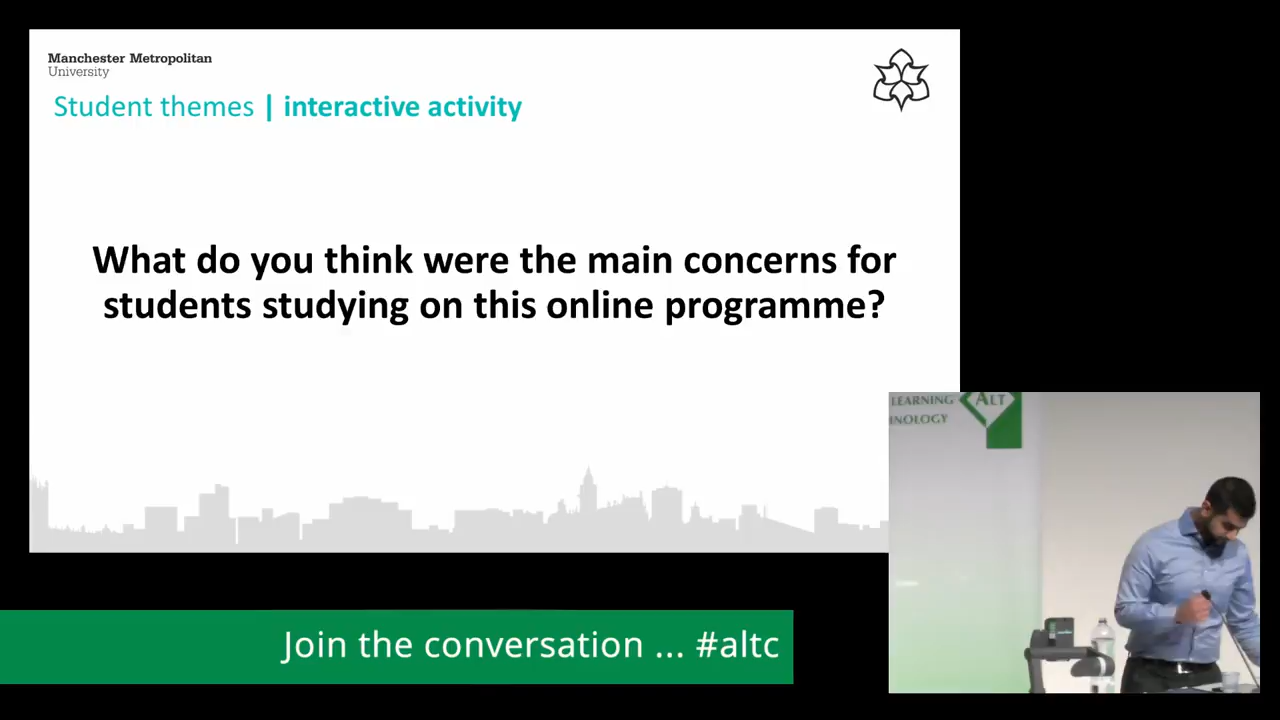 Manchester Metropolitan
University
Student themes | interactive activity
What do you think were the main concerns for
students studying on this online programme?
LEARNING
ALT
NOLOGY
Join the conversation ... #altc